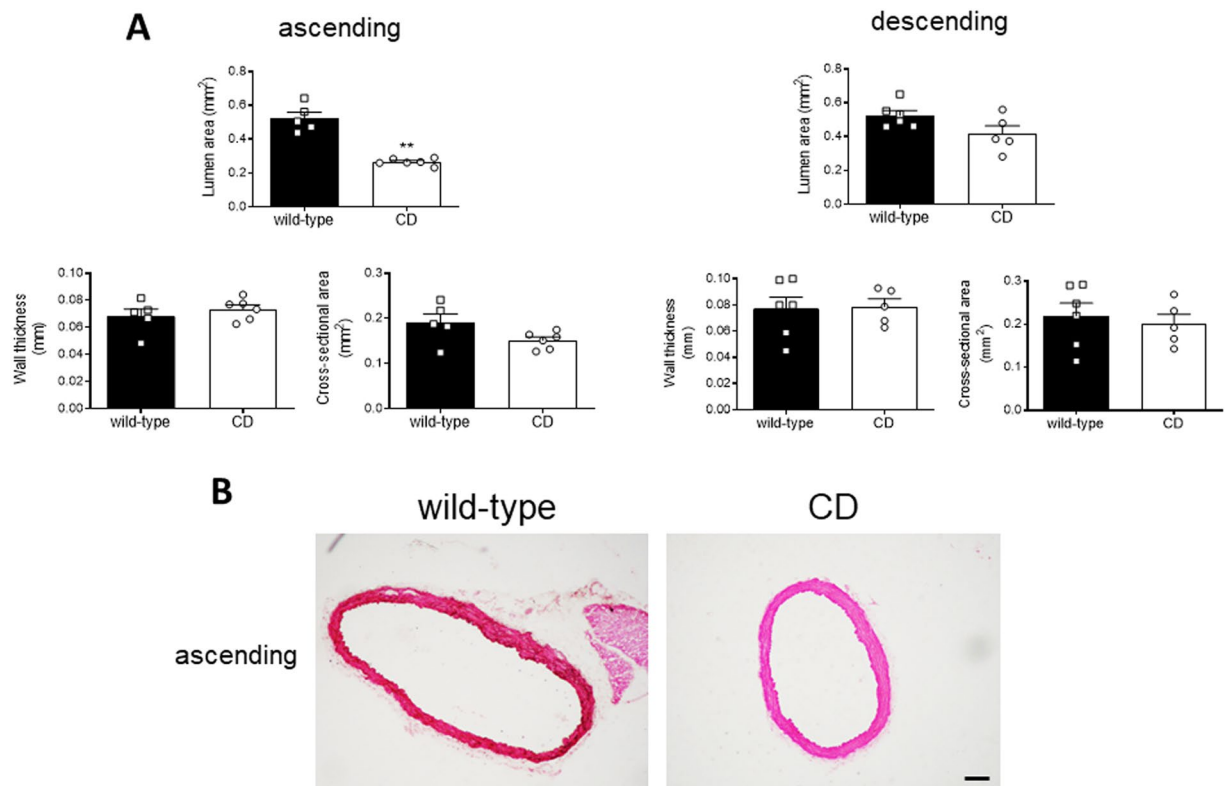 A
ascending
descending
Lumen area (mm²)
0.8
0.6
0.4
0.2
0.0
**
wild-type
CD
Lumen area (mm²)
0.8
0.6
0.4
0.2
0.0
wild-type
CD
Wall thickness
(mm)
0.10
0.08
0.06
0.04
0.02
0.00
wild-type
CD
Cross-sectional area
(mm²)
0.3
0.2
0.1
0.0
wild-type
CD
Wall thickness
(mm)
0.10
0.08
0.06
0.04
0.02
0.00
wild-type
CD
Cross-sectional area
(mm²)
0.3
0.2
0.1
0.0
wild-type
CD
B
wild-type
CD
ascending